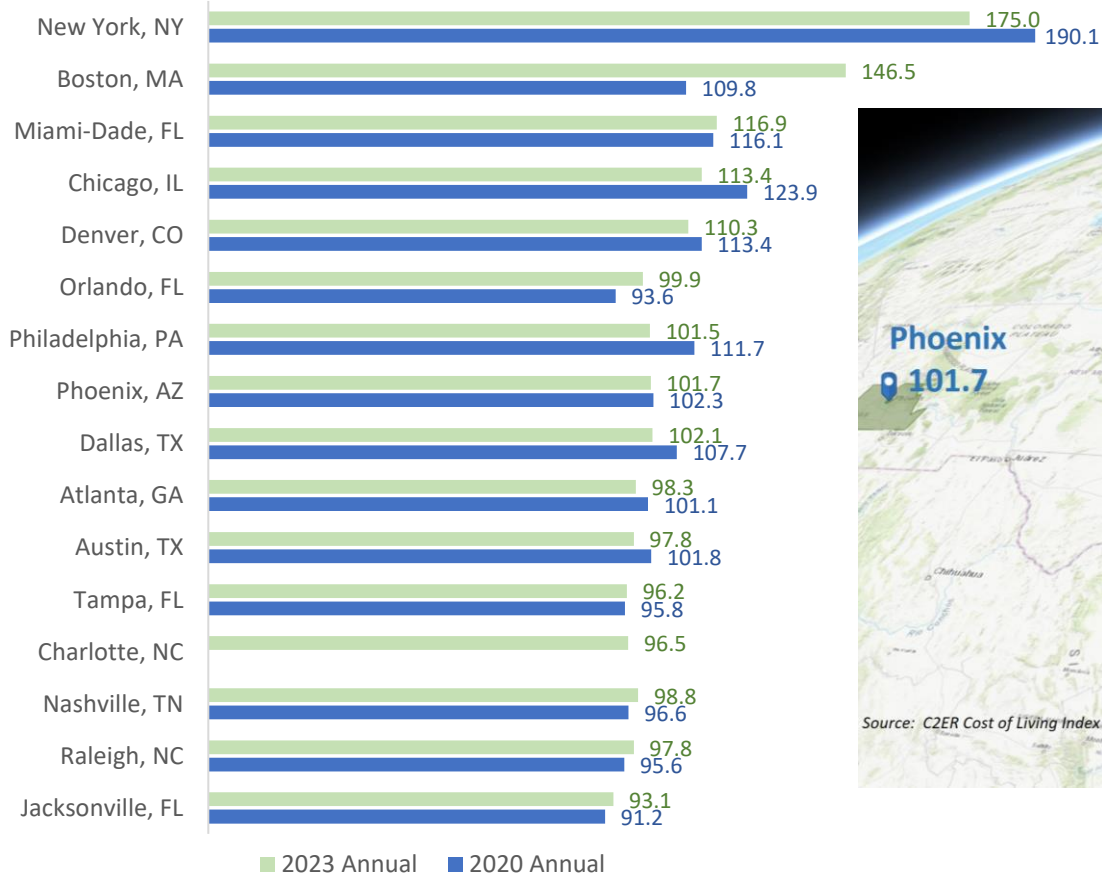 New York, NY
175.0
190.1
Boston, MA
146.5
109.8
Miami-Dade, FL
116.9
116.1
Chicago, IL
113.4
123.9
Denver, CO
110.3
113.4
Orlando, FL
99.9
93.6
Philadelphia, PA
101.5
111.7
Phoenix, AZ
101.7
102.3
Dallas, TX
102.1
107.7
Atlanta, GA
98.3
101.1
Austin, TX
97.8
101.8
Tampa, FL
96.2
95.8
Charlotte, NC
96.5
Nashville, TN
98.8
96.6
Raleigh, NC
97.8
95.6
Jacksonville, FL
93.1
91.2
2023 Annual
2020 Annual
COLORADO
PLATEAU
Phoenix
101.7
Chihuahua
Source: C2ER Cost of Living Index